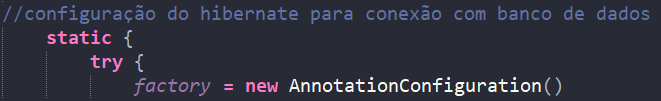 //configuração do hibernate para conexão com banco de dados
static {
try {
factory = new AnnotationConfiguration()